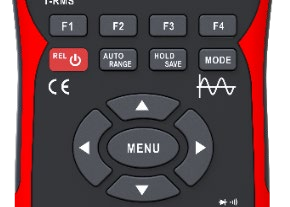 T-RMS
F1 F2 F3 F4
REL AUTO RANGE HOLD SAVE MODE
CE
MENU